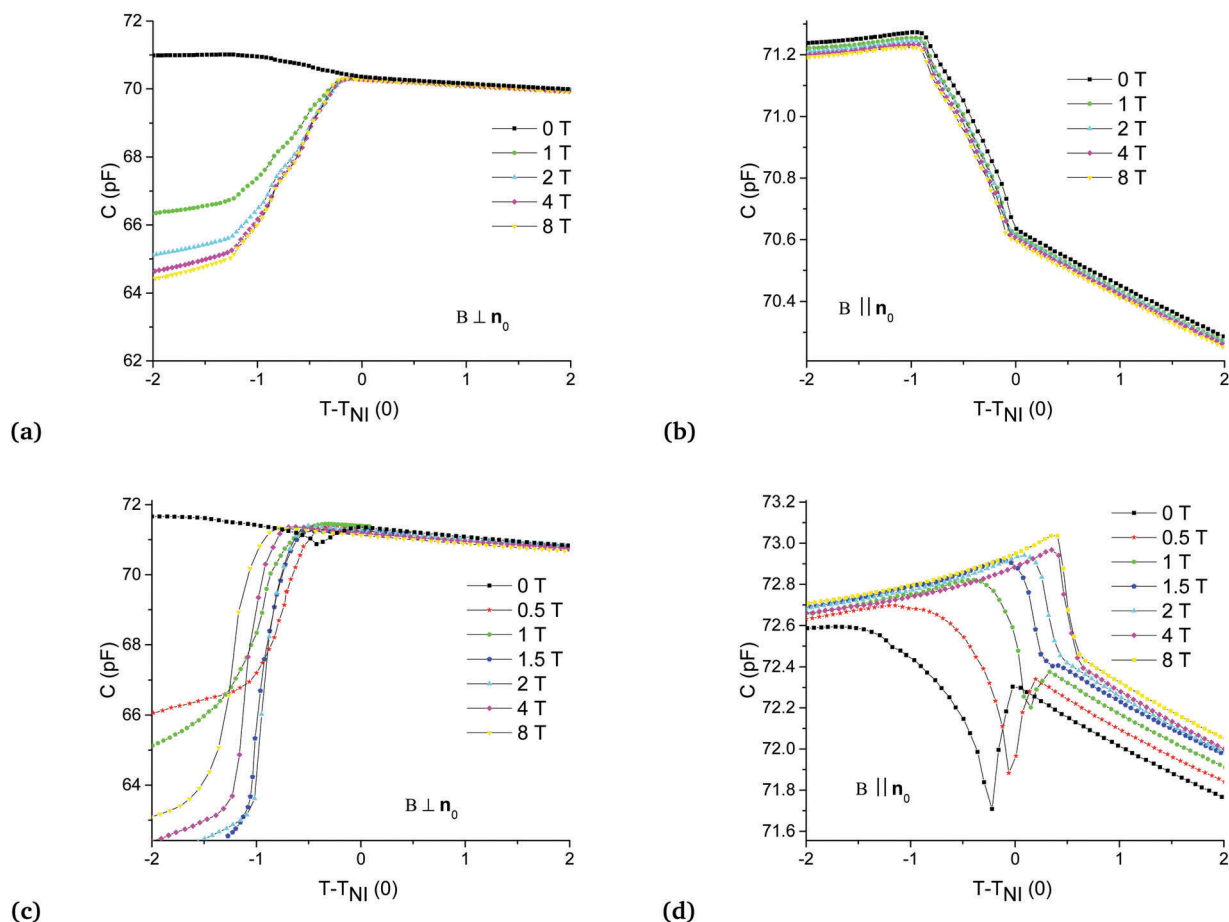 72
70
68
66
64
62
C (pF)
-2
-1
0
1
2
T-TNI (0)
0 T
1 T
2 T
4 T
8 T
B ⊥ n0
(a)
71.2
71.0
70.8
70.6
70.4
C (pF)
-2
-1
0
1
2
T-TNI (0)
0 T
1 T
2 T
4 T
8 T
B || n0
(b)
72
70
68
66
64
C (pF)
-2
-1
0
1
2
T-TNI (0)
0 T
0.5 T
1 T
1.5 T
2 T
4 T
8 T
B ⊥ n0
(c)
73.2
73.0
72.8
72.6
72.4
72.2
72.0
71.8
71.6
C (pF)
-2
-1
0
1
2
T-TNI (0)
0 T
0.5 T
1 T
1.5 T
2 T
4 T
8 T
B || n0
(d)